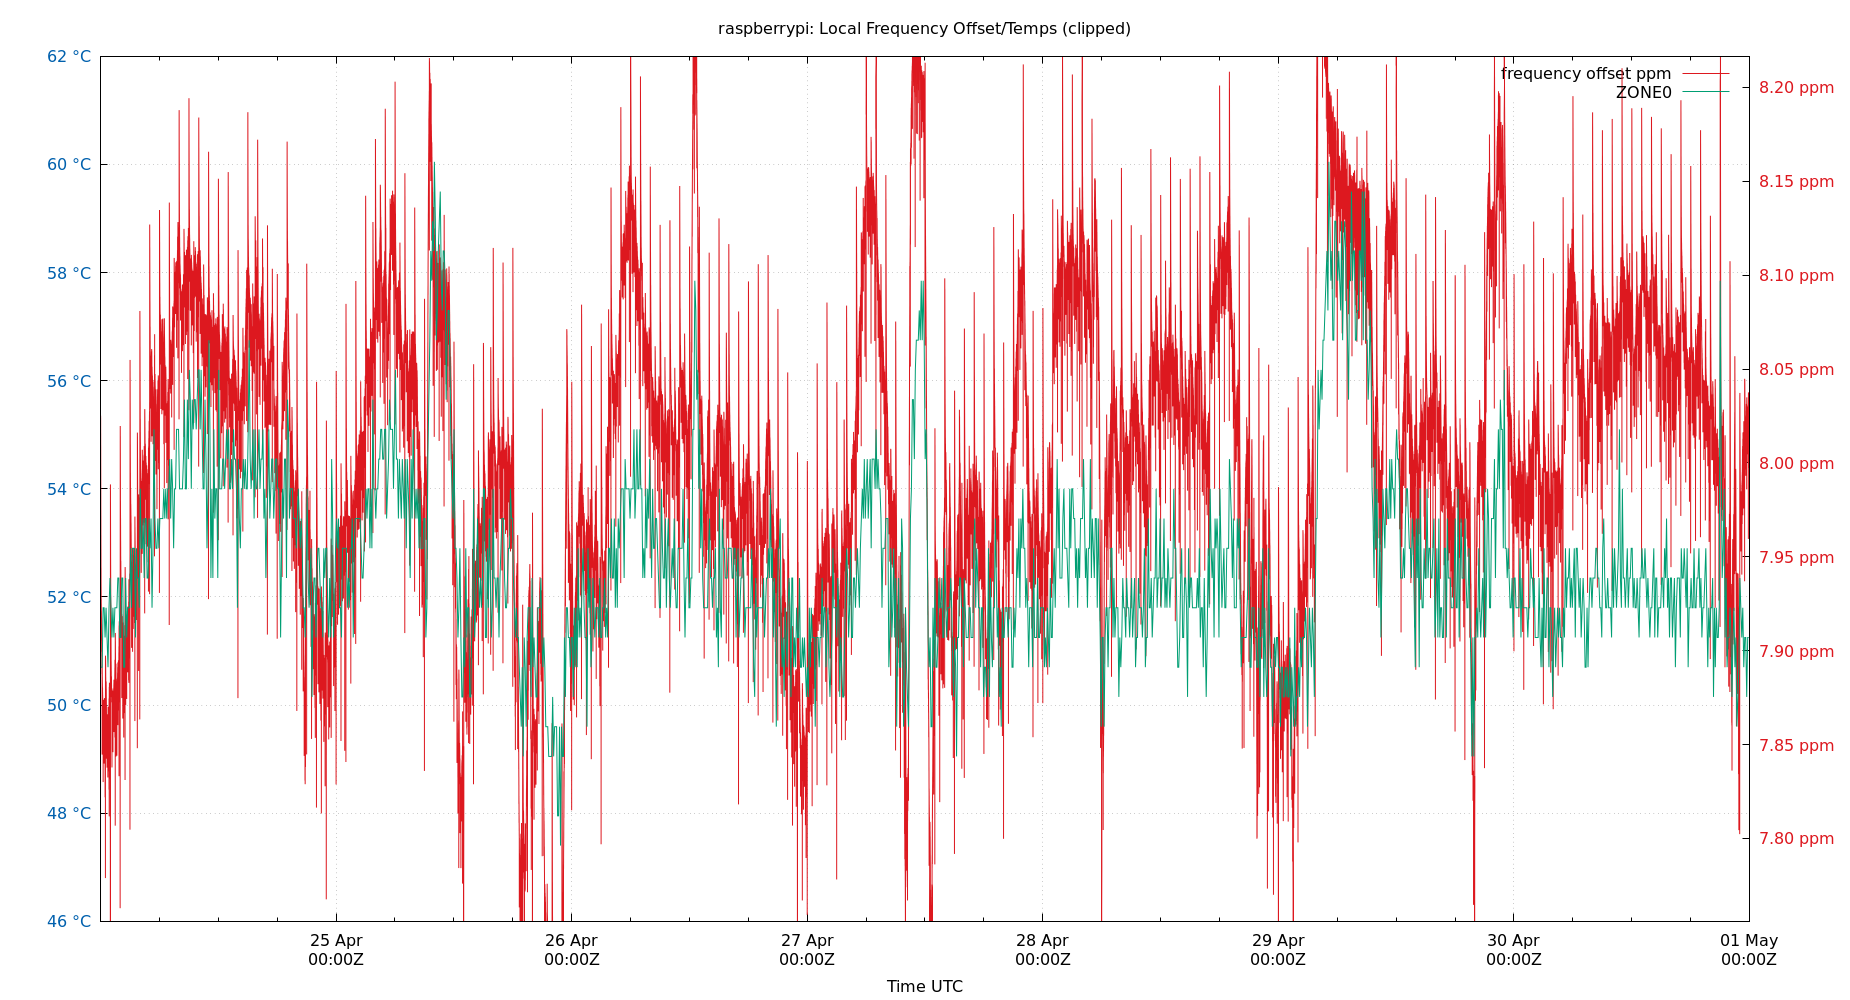 raspberrypi: Local Frequency Offset/Temps (clipped)
62 °C
60 °C
58 °C
56 °C
54 °C
52 °C
50 °C
48 °C
46 °C
frequency offset ppm
ZONE0
8.20 ppm
8.15 ppm
8.10 ppm
8.05 ppm
8.00 ppm
7.95 ppm
7.90 ppm
7.85 ppm
7.80 ppm
25 Apr 26 Apr 27 Apr 28 Apr 29 Apr 30 Apr 01 May
00:00Z 00:00Z 00:00Z 00:00Z 00:00Z 00:00Z 00:00Z
Time UTC